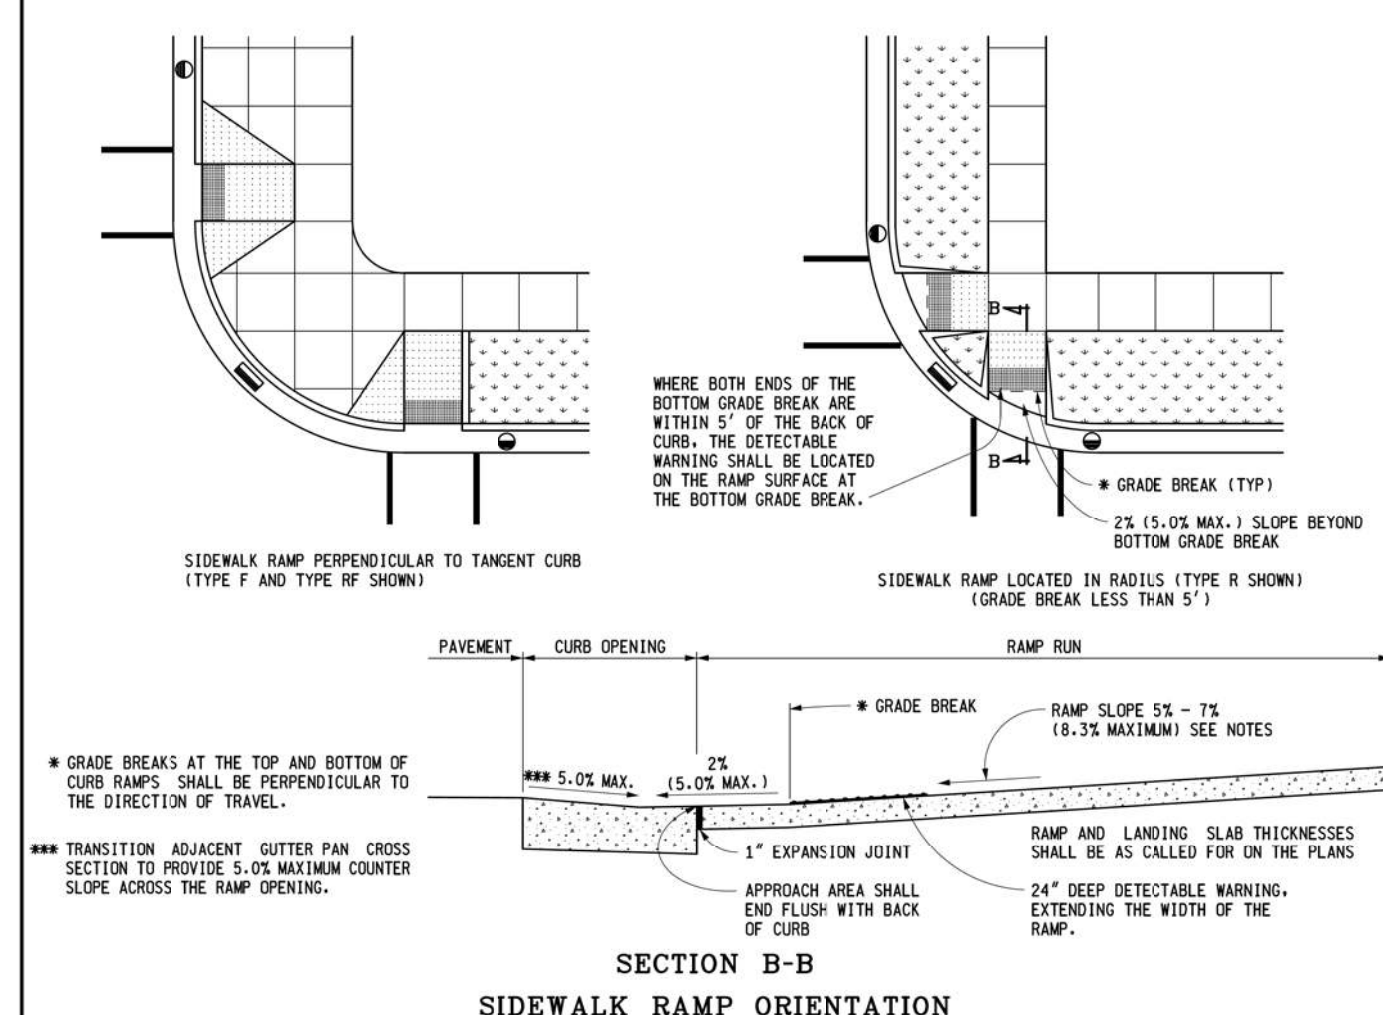 WHERE BOTH ENDS OF THE
BOTTOM GRADE BREAK ARE
WITHIN 5' OF THE BACK OF
CURB, THE DETECTABLE
WARNING SHALL BE LOCATED
ON THE RAMP SURFACE AT
THE BOTTOM GRADE BREAK.
B
B
* GRADE BREAK (TYP)
2% (5.0% MAX.) SLOPE BEYOND
BOTTOM GRADE BREAK
SIDEWALK RAMP PERPENDICULAR TO TANGENT CURB
(TYPE F AND TYPE RF SHOWN)
SIDEWALK RAMP LOCATED IN RADIUS (TYPE R SHOWN)
(GRADE BREAK LESS THAN 5')
PAVEMENT
CURB OPENING
RAMP RUN
* GRADE BREAK
RAMP SLOPE 5% - 7%
(8.3% MAXIMUM) SEE NOTES
* GRADE BREAKS AT THE TOP AND BOTTOM OF
CURB RAMPS SHALL BE PERPENDICULAR TO
THE DIRECTION OF TRAVEL.
*** 5.0% MAX.
2%
(5.0% MAX.)
*** TRANSITION ADJACENT GUTTER PAN CROSS
SECTION TO PROVIDE 5.0% MAXIMUM COUNTER
SLOPE ACROSS THE RAMP OPENING.
1" EXPANSION JOINT
APPROACH AREA SHALL
END FLUSH WITH BACK
OF CURB
RAMP AND LANDING SLAB THICKNESSES
SHALL BE AS CALLED FOR ON THE PLANS
24" DEEP DETECTABLE WARNING,
EXTENDING THE WIDTH OF THE
RAMP.
SECTION B-B
SIDEWALK RAMP ORIENTATION